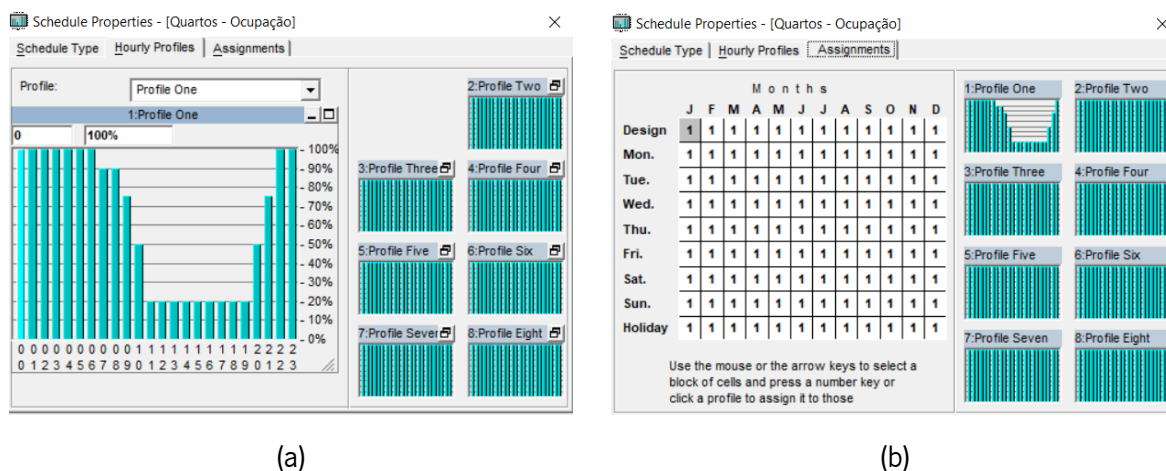 Schedule Properties - [Quartos - Ocupação]
Schedule Type Hourly Profiles Assignments
Profile: Profile One
1:Profile One
0 100%
100%
90%
80%
70%
60%
50%
40%
30%
20%
10%
0%
0 0 0 0 0 0 0 0 0 0 1 1 1 1 1 1 1 1 1 1 2 2 2 2
0 1 2 3 4 5 6 7 8 9 0 1 2 3 4 5 6 7 8 9 0 1 2 3
2:Profile Two
3:Profile Three 4:Profile Four
5:Profile Five 6:Profile Six
7:Profile Seven 8:Profile Eight
(a)
Schedule Properties - [Quartos - Ocupação]
Schedule Type Hourly Profiles Assignments
Months
J F M A M J J A S O N D
Design 1 1 1 1 1 1 1 1 1 1 1 1
Mon. 1 1 1 1 1 1 1 1 1 1 1 1
Tue. 1 1 1 1 1 1 1 1 1 1 1 1
Wed. 1 1 1 1 1 1 1 1 1 1 1 1
Thu. 1 1 1 1 1 1 1 1 1 1 1 1
Fri. 1 1 1 1 1 1 1 1 1 1 1 1
Sat. 1 1 1 1 1 1 1 1 1 1 1 1
Sun. 1 1 1 1 1 1 1 1 1 1 1 1
Holiday 1 1 1 1 1 1 1 1 1 1 1 1
Use the mouse or the arrow keys to select a
block of cells and press a number key or
click a profile to assign it to those
1:Profile One 2:Profile Two
3:Profile Three 4:Profile Four
5:Profile Five 6:Profile Six
7:Profile Seven 8:Profile Eight
(b)